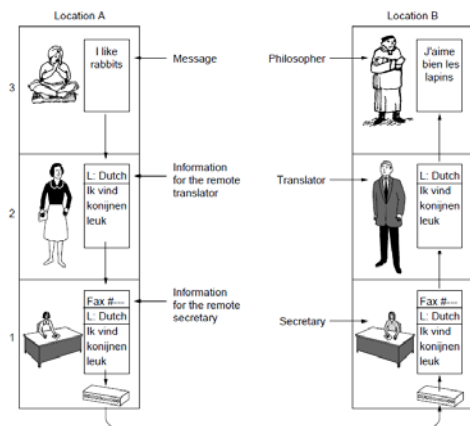 Location A
Location B
I like
rabbits
Message
Philosopher
J'aime
bien les
lapins
3
L: Dutch
Ik vind
konijnen
leuk
Information
for the remote
translator
Translator
L: Dutch
Ik vind
konijnen
leuk
2
Fax #---
L: Dutch
Ik vind
konijnen
leuk
Information
for the remote
secretary
Secretary
Fax #---
L: Dutch
Ik vind
konijnen
leuk
1